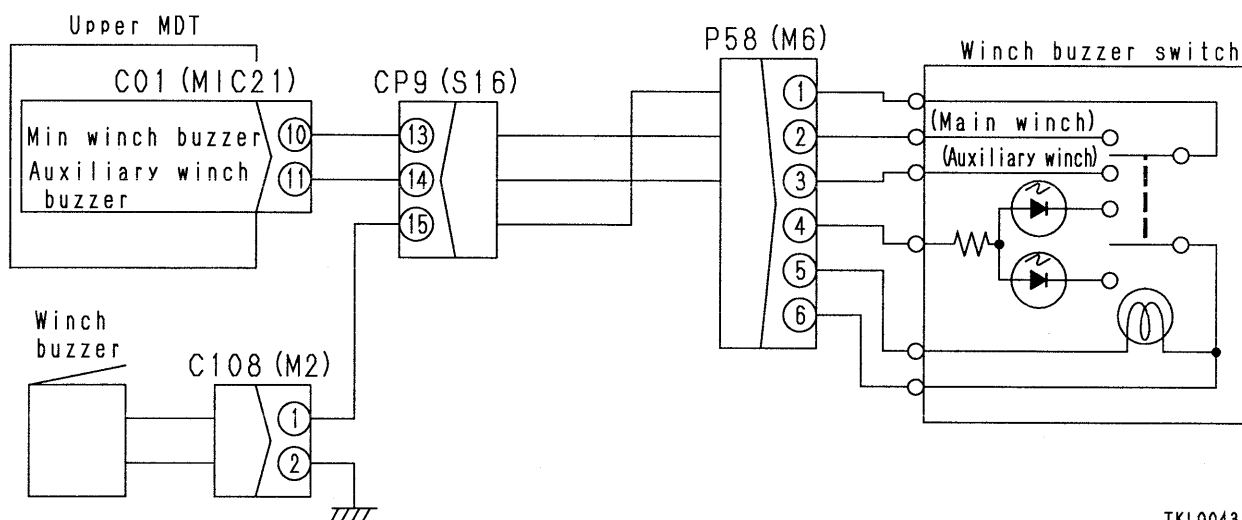 Upper MDT
C01 (MIC21)
Min winch buzzer
Auxiliary winch
buzzer
10
11
CP9 (S16)
13
14
15
P58 (M6)
1
2
3
4
5
6
Winch buzzer switch
(Main winch)
(Auxiliary winch)
Winch
buzzer
C108 (M2)
1
2
TKL0043